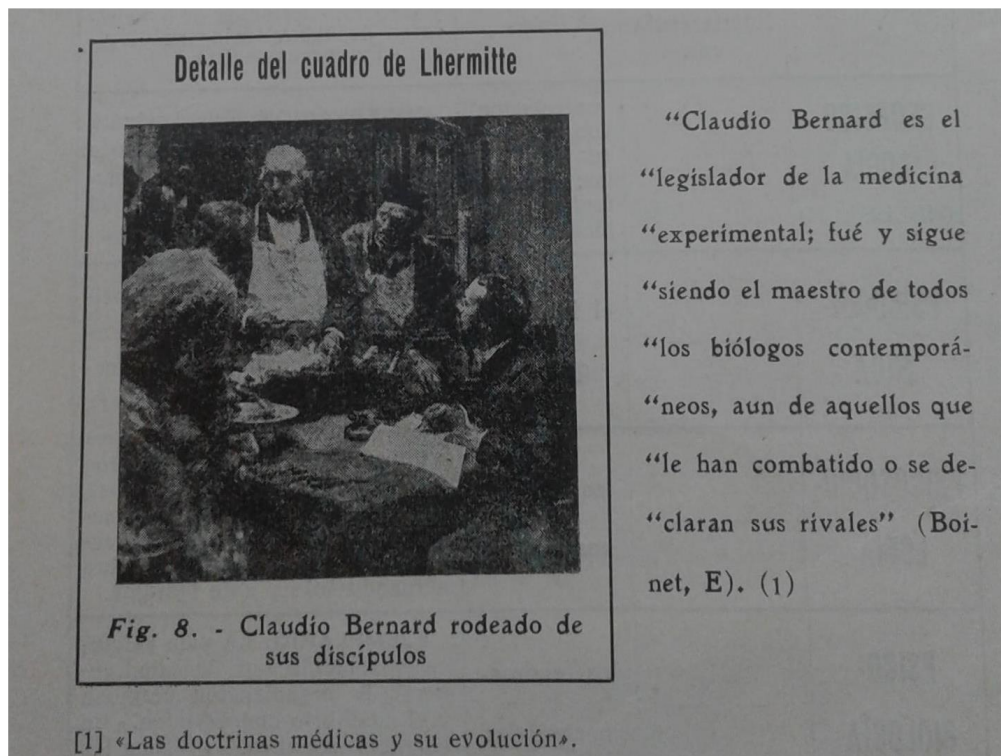 Detalle del cuadro de Lhermitte
Fig. 8. - Claudio Bernard rodeado de
sus discípulos
“Claudio Bernard es el
“legislador de la medicina
“experimental; fué y sigue
“siendo el maestro de todos
“los biólogos contemporá-
“neos, aun de aquellos que
“le han combatido o se de-
“claran sus rivales” (Boi-
net, E). (1)
[1] «Las doctrinas médicas y su evolución».